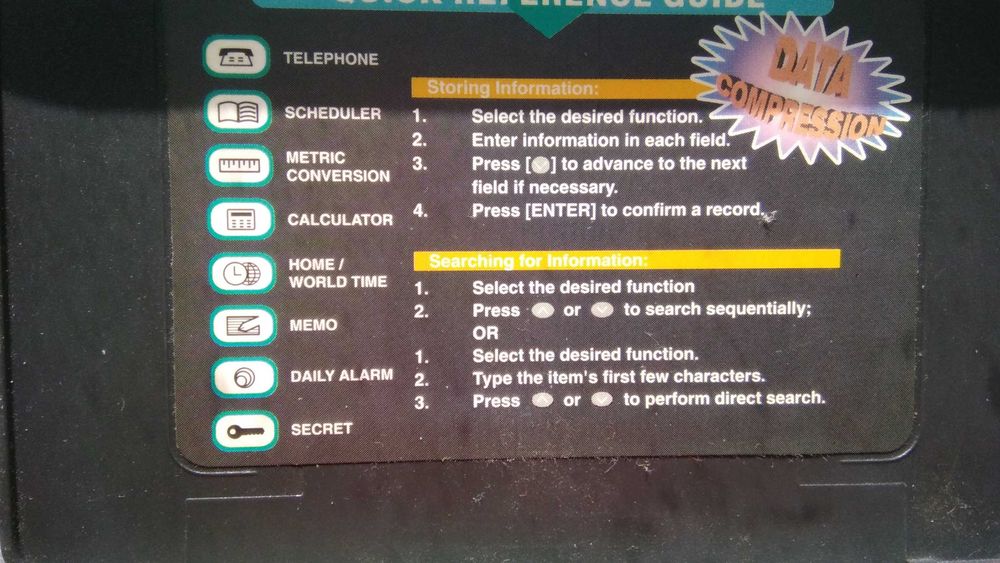 QUICK REFERENCE GUIDE
DATA
COMPRESSION
TELEPHONE
SCHEDULER
METRIC
CONVERSION
CALCULATOR
HOME /
WORLD TIME
MEMO
DAILY ALARM
SECRET
Storing Information:
1. Select the desired function.
2. Enter information in each field.
3. Press [ ] to advance to the next
field if necessary.
4. Press [ENTER] to confirm a record.
Searching for Information:
1. Select the desired function
2. Press or to search sequentially;
OR
1. Select the desired function.
2. Type the item's first few characters.
3. Press or to perform direct search.